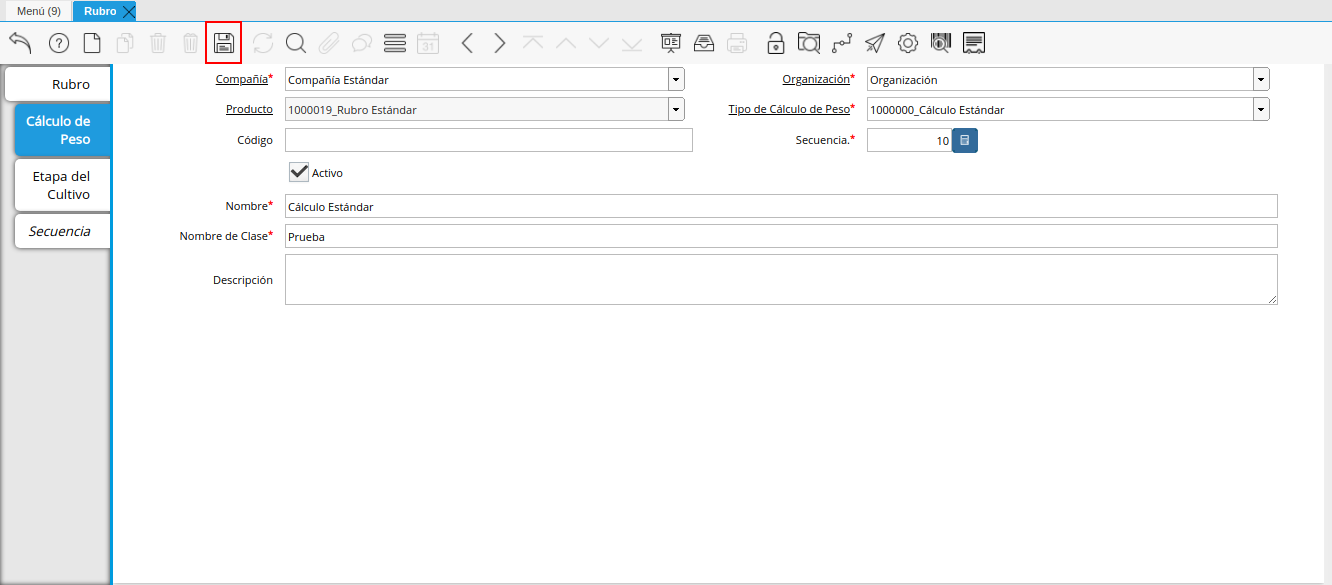 Menú (9) Rubro
31
Rubro
Cálculo de
Peso
Etapa del
Cultivo
Secuencia
Compañía* Compañía Estándar Organización* Organización
Producto 1000019_Rubro Estándar Tipo de Cálculo de Peso* 1000000_Cálculo Estándar
Código Secuencia.* 10
Activo
Nombre* Cálculo Estándar
Nombre de Clase* Prueba
Descripción